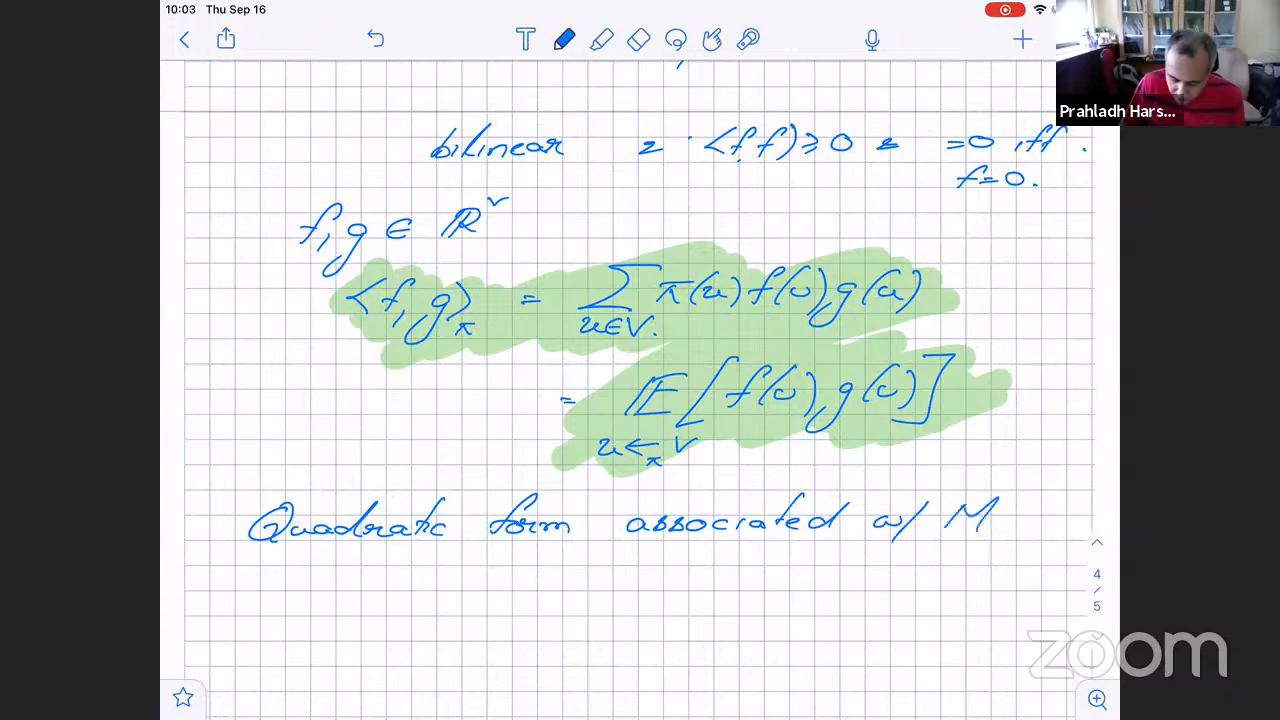 10:03 Thu Sep 16
Prahladh Hars...
bilinear & <f,f> ≥ 0 & = 0 iff
f=0.
f, g ∈ ℝ^V
<f, g>_π = Σ_{u∈V} π(u) f(u) g(u)
= 𝔼_{u ←_π V} [f(u) g(u)]
Quadratic form associated w/ M
4
/
5
zoom